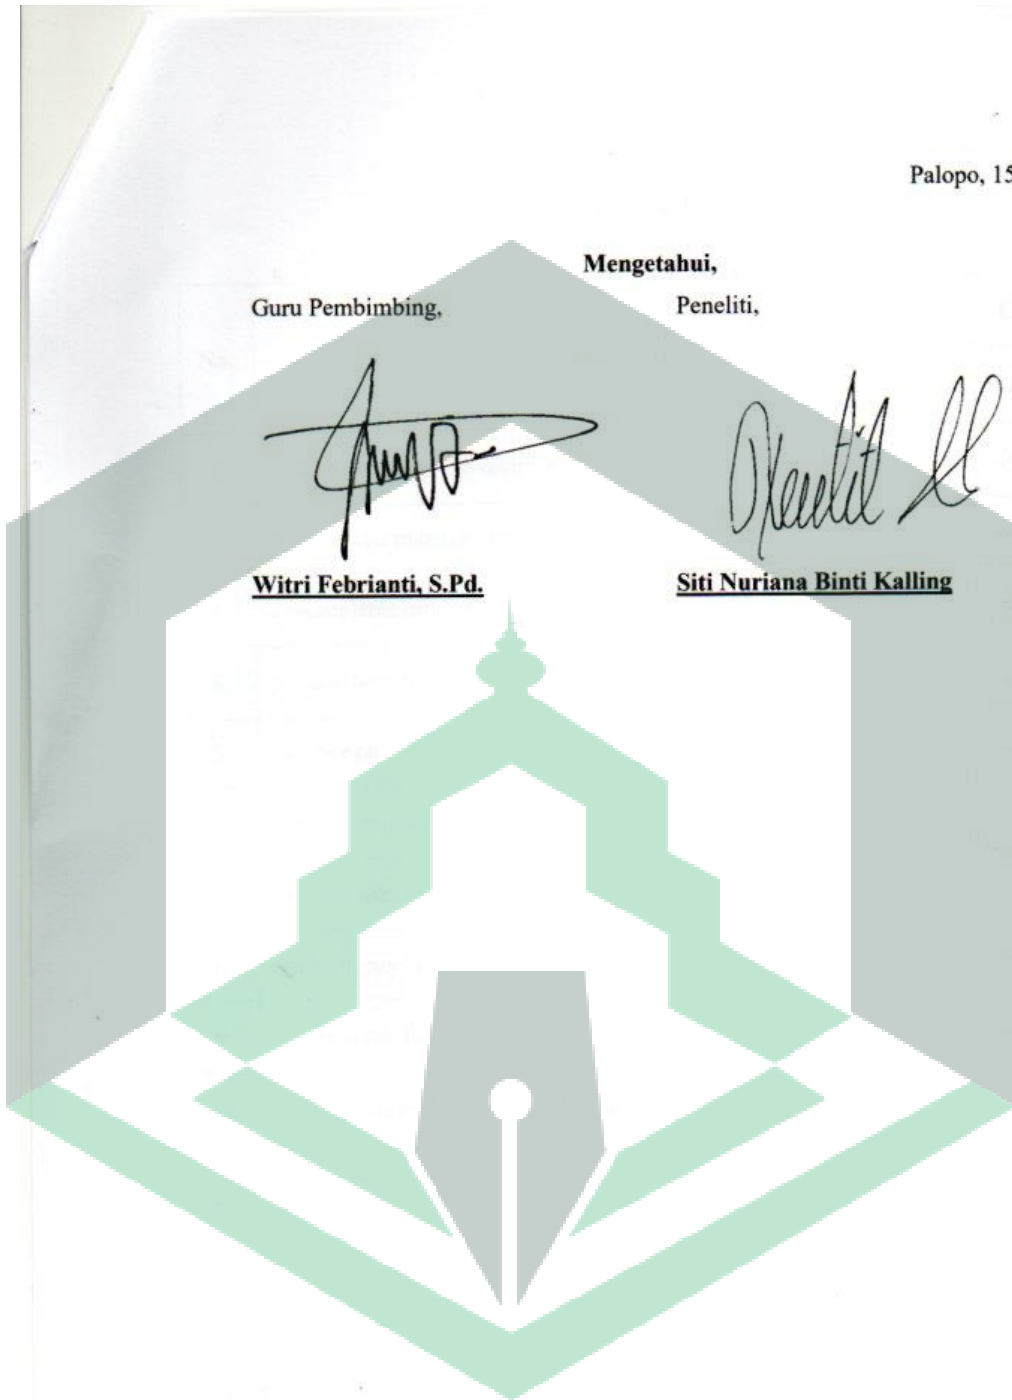 Palopo, 15
Mengetahui,
Guru Pembimbing, Peneliti,
Witri Febrianti, S.Pd. Siti Nuriana Binti Kalling